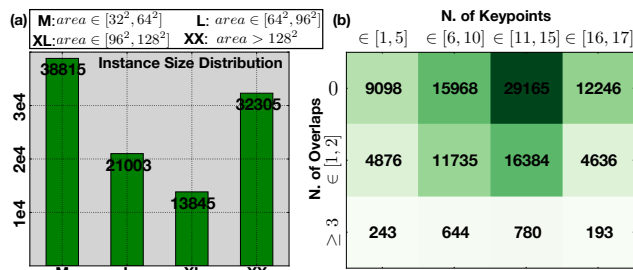 (a) M: area ∈ [32², 64²] L: area ∈ [64², 96²]
XL: area ∈ [96², 128²] XX: area > 128²
Instance Size Distribution
38815
21003
13845
32305
3e4
2e4
1e4
M L XL XX
(b) N. of Keypoints
∈ [1, 5] ∈ [6, 10] ∈ [11, 15] ∈ [16, 17]
N. of Overlaps
0 9098 15968 29165 12246
∈ [1, 2] 4876 11735 16384 4636
≥ 3 243 644 780 193